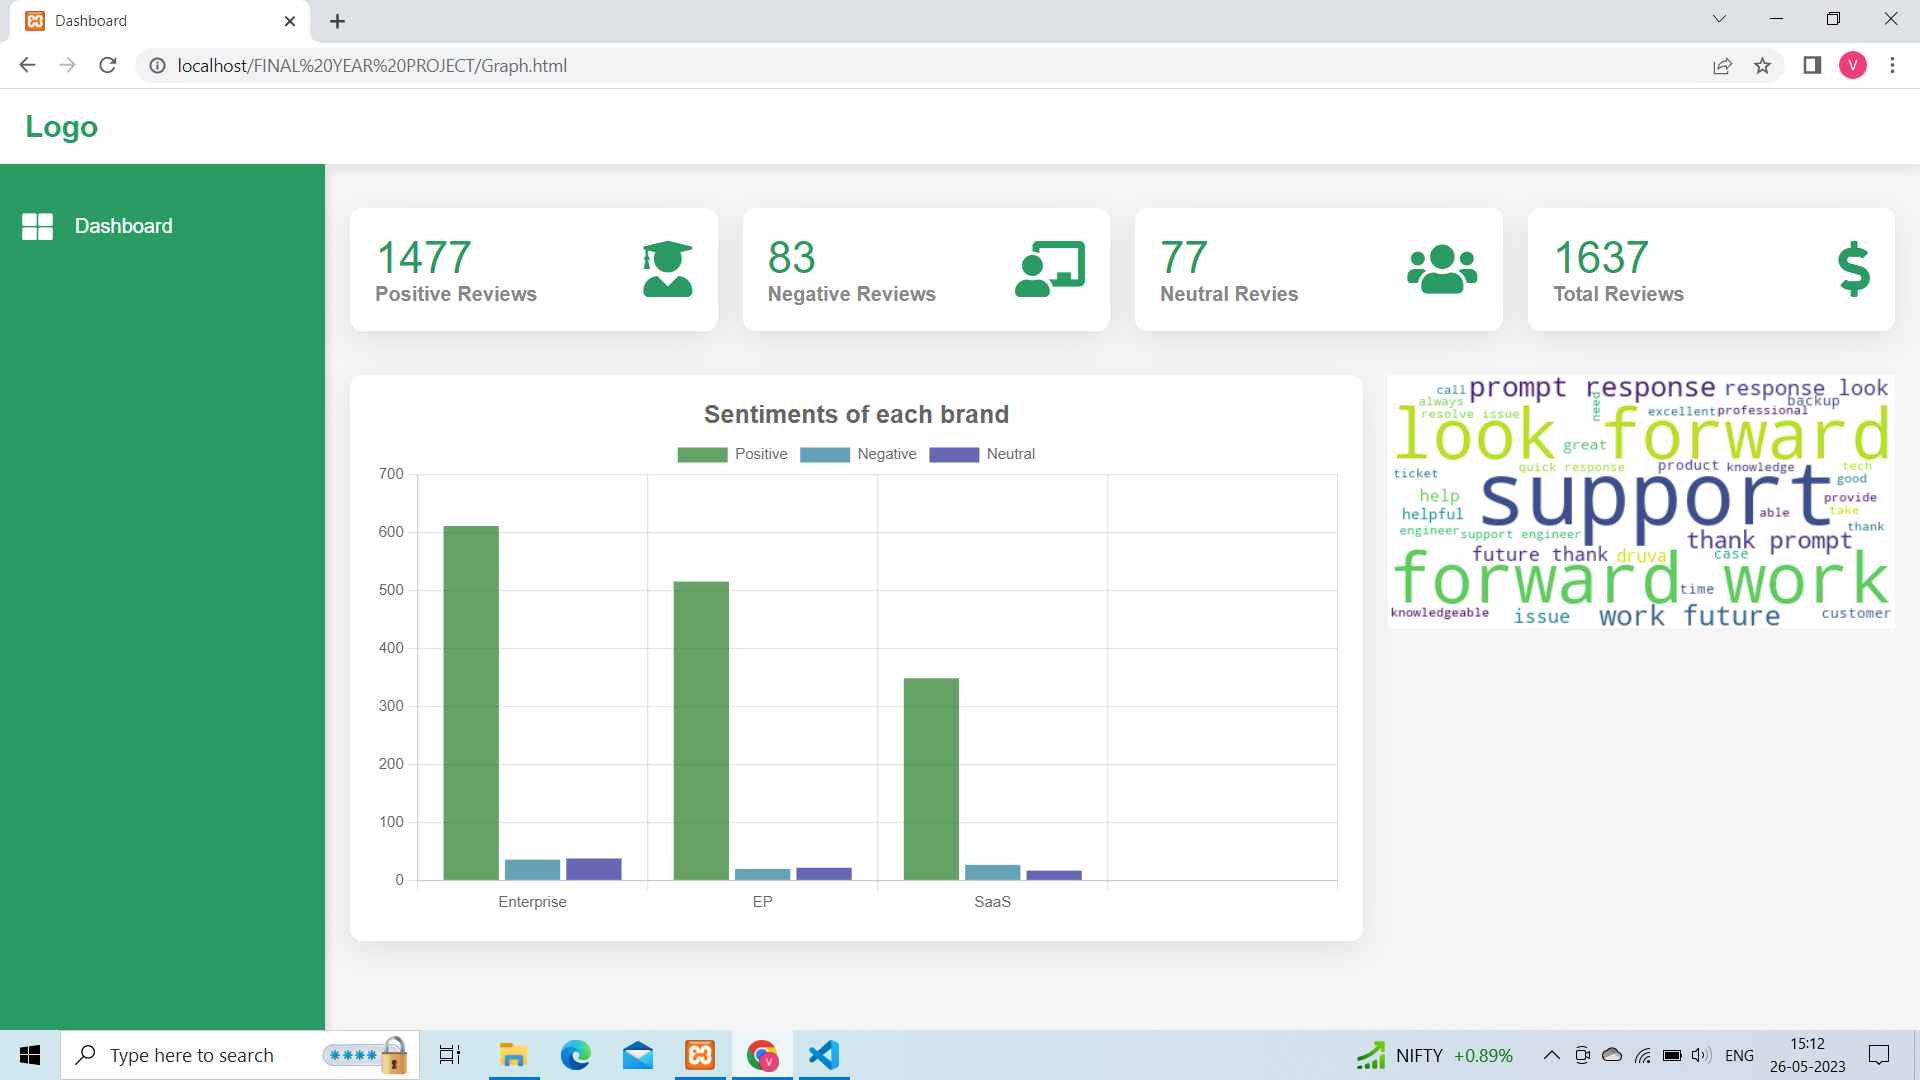 Dashboard
localhost/FINAL%20YEAR%20PROJECT/Graph.html
V
Logo
Dashboard
1477
Positive Reviews
83
Negative Reviews
77
Neutral Revies
1637
Total Reviews
Sentiments of each brand
Positive Negative Neutral
700
600
500
400
300
200
100
0
Enterprise EP SaaS
call prompt response response look
always backup
resolve issue need excellent professional
look forward
great
quick response product knowledge tech
ticket good
support
help provide
helpful able take
engineer support engineer thank
thank prompt
future thank druva case
forward work
time
knowledgeable issue work future customer
Type here to search
****
V
NIFTY +0.89%
ENG
15:12
26-05-2023